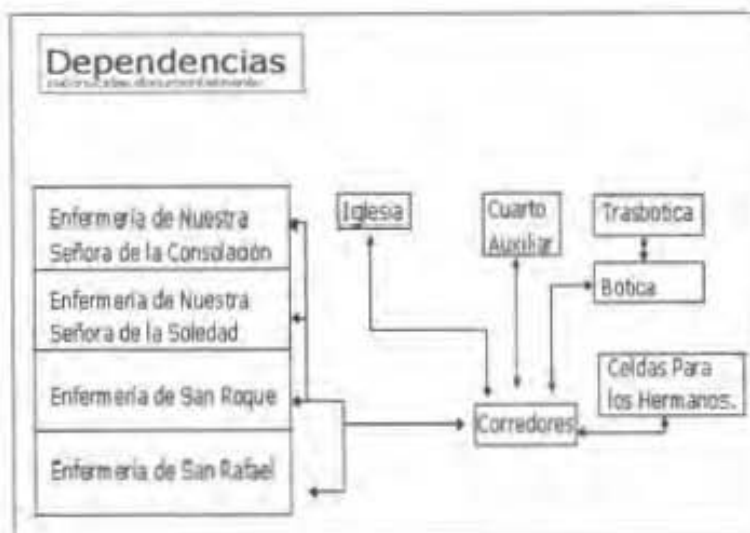 Dependencias
Enfermería de Nuestra
Señora de la Consolación
Enfermería de Nuestra
Señora de la Soledad
Enfermería de San Roque
Enfermería de San Rafael
Iglesia
Cuarto
Auxiliar
Trasbotica
Botica
Celdas Para
los Hermanos.
Corredores